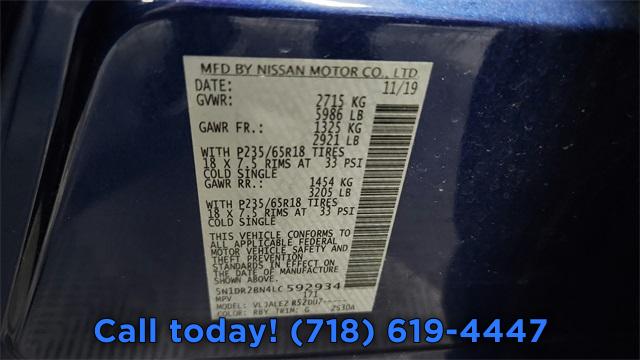 MFD BY NISSAN MOTOR CO., LTD
DATE: 11/19
GVWR: 2715 KG
5986 LB
GAWR FR.: 1325 KG
2921 LB
WITH P235/65R18 TIRES
18 X 7.5 RIMS AT 33 PSI
COLD SINGLE
GAWR RR.: 1454 KG
3205 LB
WITH P235/65R18 TIRES
18 X 7.5 RIMS AT 33 PSI
COLD SINGLE
THIS VEHICLE CONFORMS TO
ALL APPLICABLE FEDERAL
MOTOR VEHICLE SAFETY AND
THEFT PREVENTION
STANDARDS IN EFFECT ON
THE DATE OF MANUFACTURE
SHOWN ABOVE.
5N1DR2BN4LC592934
MPV 171
COLOR: RBY TRIM: G
Call today! (718) 619-4447